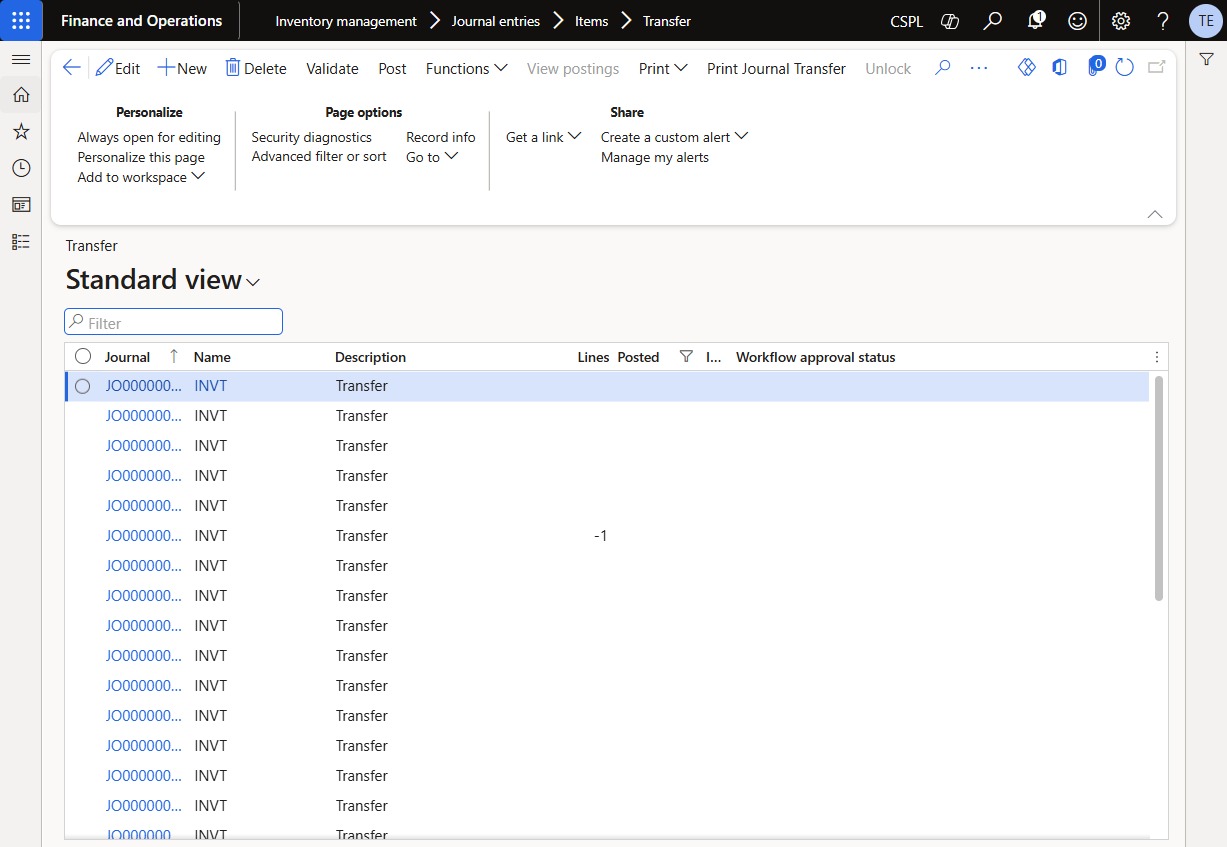 Finance and Operations Inventory management Journal entries Items Transfer CSPL 1 ? TE
Edit New Delete Validate Post Functions View postings Print Print Journal Transfer Unlock ... 0
Personalize
Always open for editing
Personalize this page
Add to workspace
Page options
Security diagnostics
Advanced filter or sort
Record info
Go to
Get a link
Share
Create a custom alert
Manage my alerts
Transfer
Standard view
Filter
Journal Name Description Lines Posted I... Workflow approval status
JO000000... INVT Transfer
JO000000... INVT Transfer
JO000000... INVT Transfer
JO000000... INVT Transfer
JO000000... INVT Transfer
JO000000... INVT Transfer -1
JO000000... INVT Transfer
JO000000... INVT Transfer
JO000000... INVT Transfer
JO000000... INVT Transfer
JO000000... INVT Transfer
JO000000... INVT Transfer
JO000000... INVT Transfer
JO000000... INVT Transfer
JO000000... INVT Transfer
JO000000 INVT Transfer